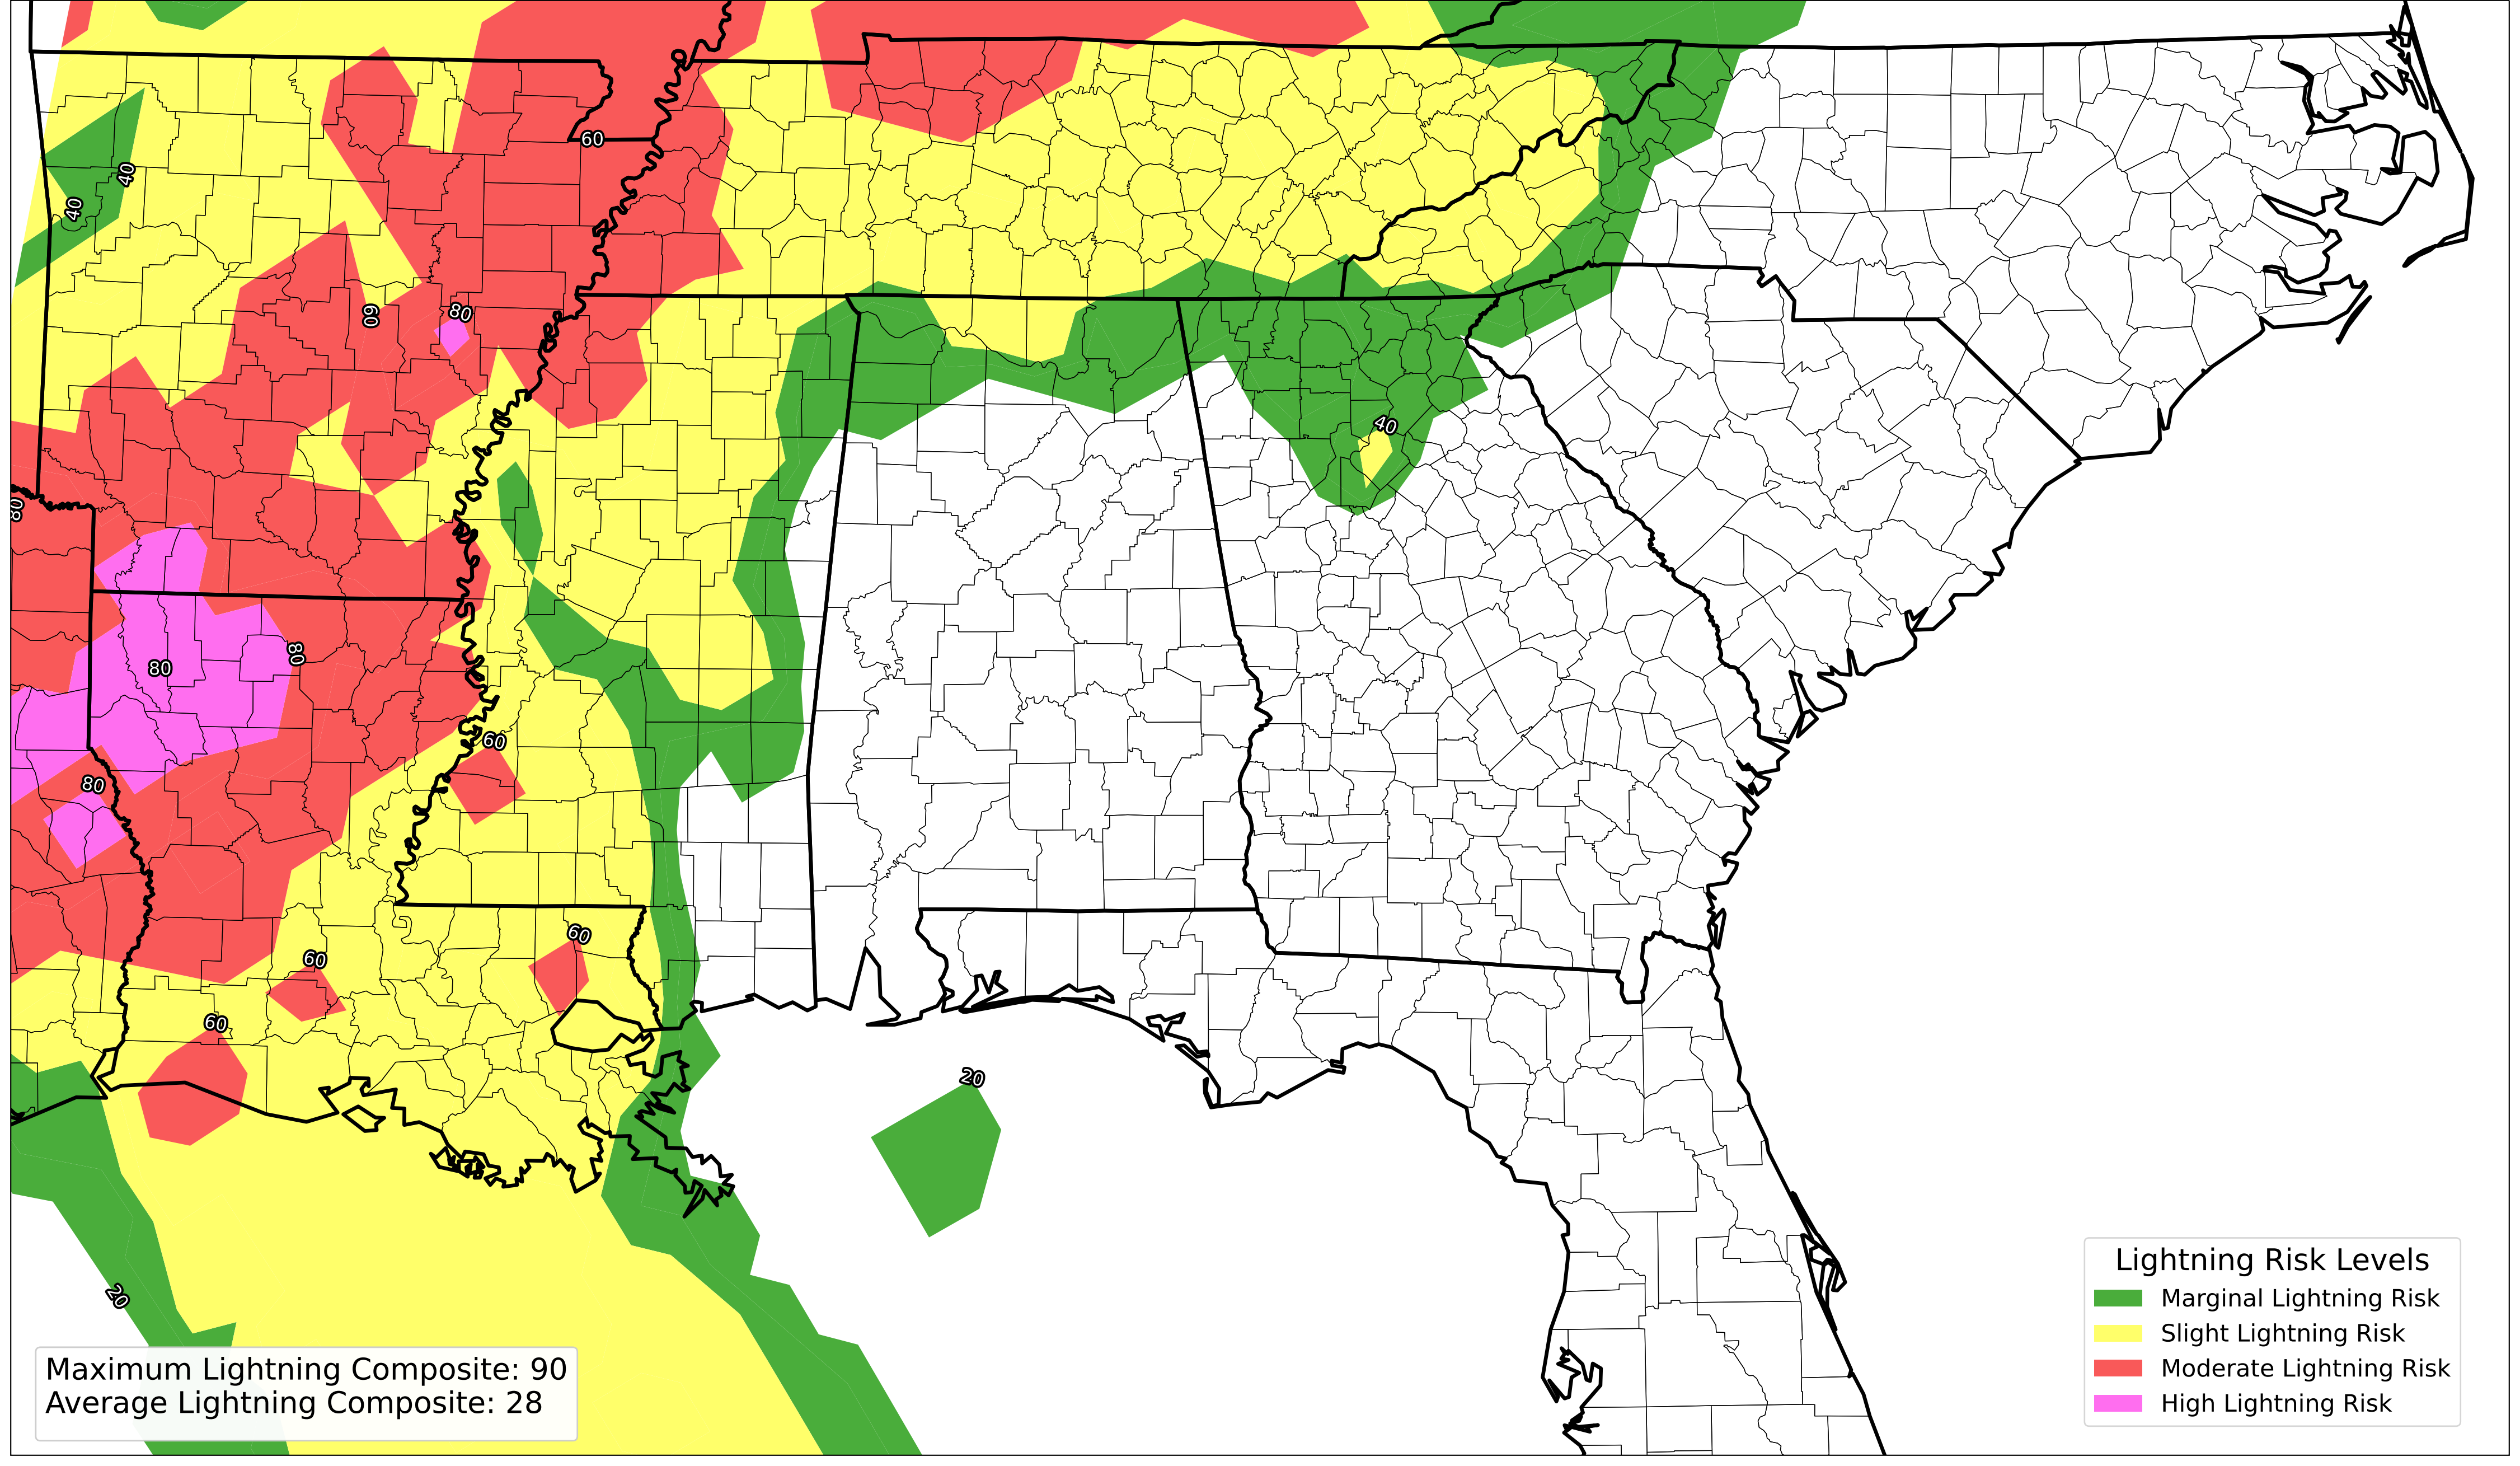 60
40
40
80
60
40
80
80
80
60
80
60
60
60
20
20
Lightning Risk Levels
Marginal Lightning Risk
Slight Lightning Risk
Moderate Lightning Risk
High Lightning Risk
Maximum Lightning Composite: 90
Average Lightning Composite: 28